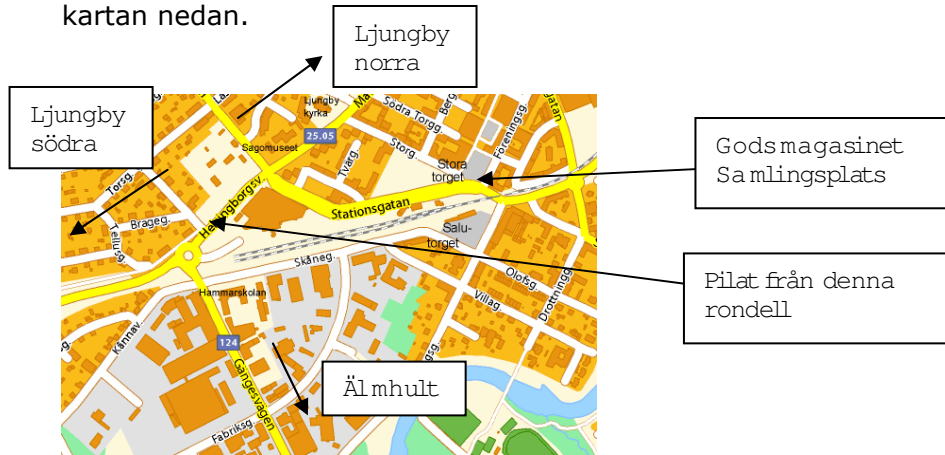 kartan nedan.
Ljungby
norra
Ljungby
södra
Godsmagasinet
Samlingsplats
Pilat från denna
rondell
Älmhult
Ljungby
kyrka
25.05
Södra Torgg.
Föreningsg.
Sagomuseet
Tvärg.
Storg.
Stora
torget
Torsg.
Helsingborgsv.
Stationsgatan
Brageg.
Tellusg.
Salu-
torget
Skåneg.
Olofsg.
Villag.
Drottningg.
Hammarskolan
Kånnav.
124
Gängesvägen
Fabriksg.